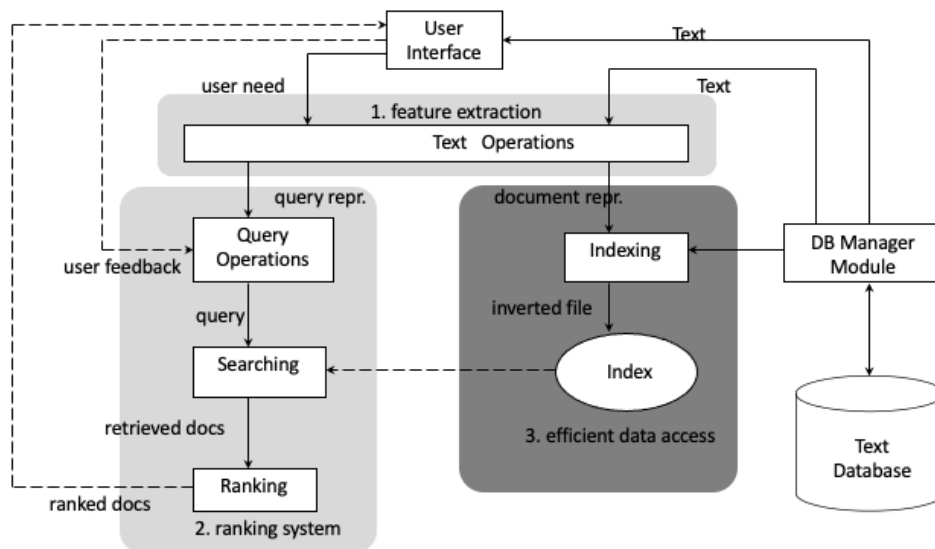 User
Interface
Text
user need
Text
1. feature extraction
Text Operations
query repr.
document repr.
Query
Operations
user feedback
Indexing
DB Manager
Module
query
inverted file
Searching
Index
retrieved docs
3. efficient data access
Text
Database
Ranking
ranked docs
2. ranking system